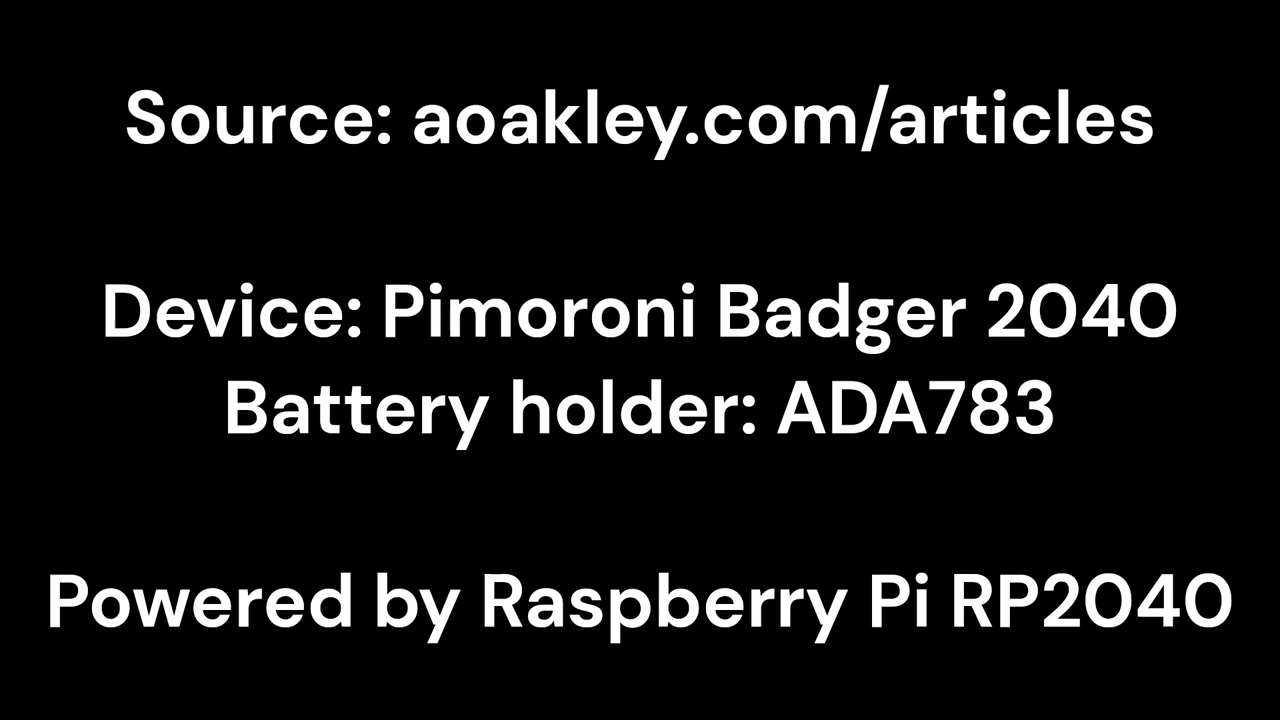 Source: aoakley.com/articles
Device: Pimoroni Badger 2040
Battery holder: ADA783
Powered by Raspberry Pi RP2040